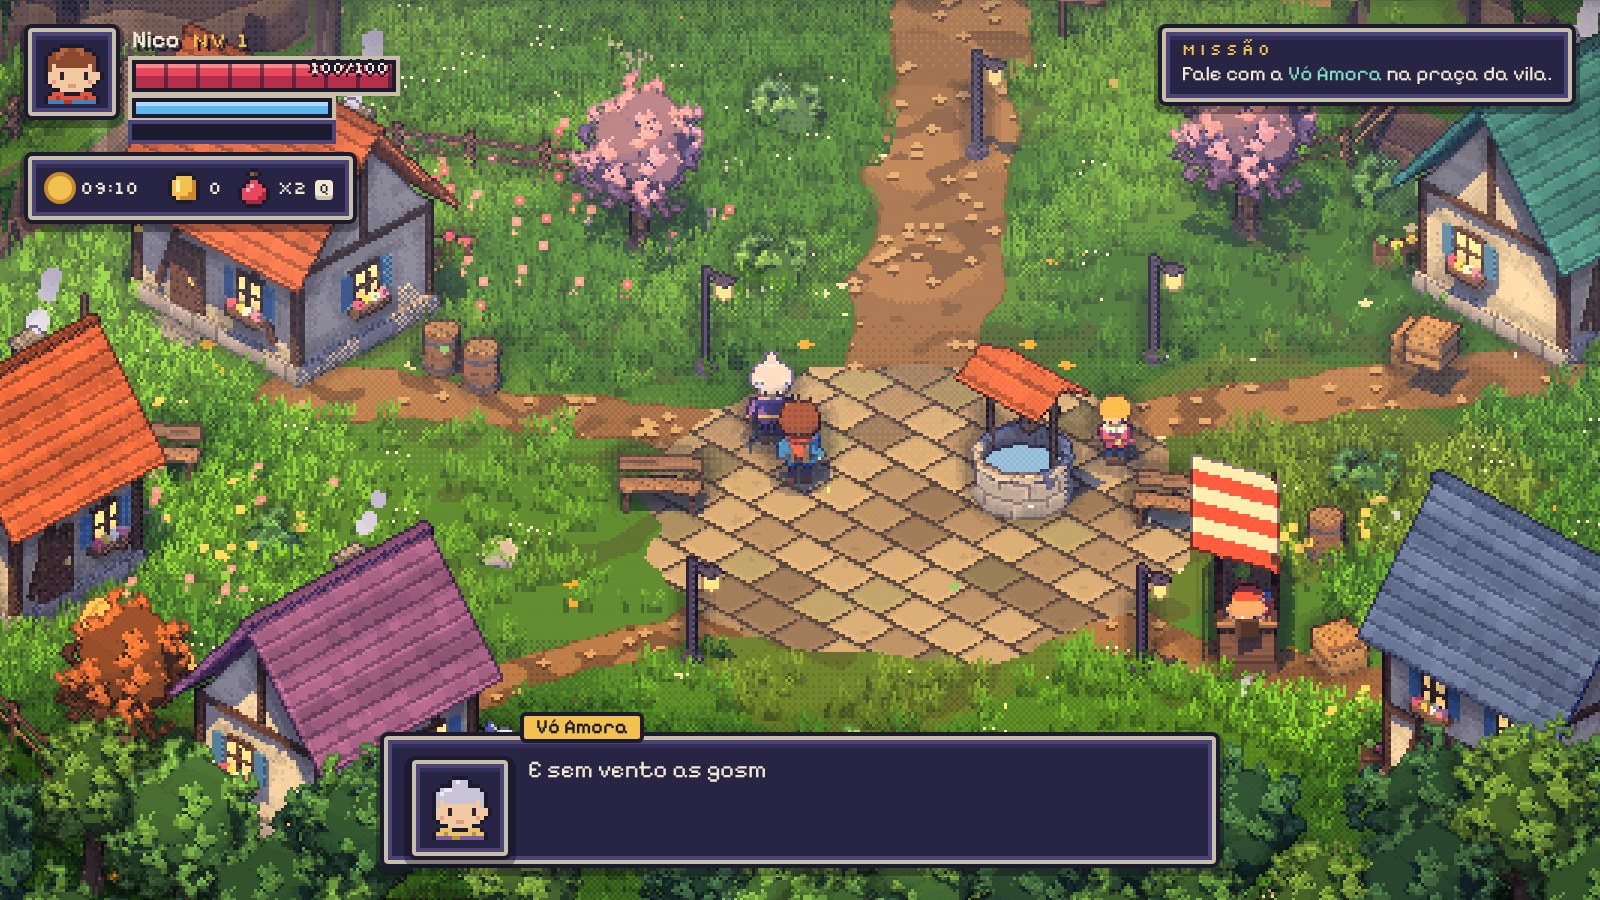 Nico NV 1
100/100
09:10 0 X2 Q
MISSÃO
Fale com a Vó Amora na praça da vila.
Vó Amora
E sem vento as gosm